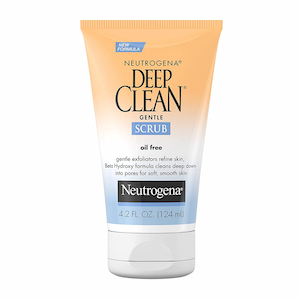 NEW
FORMULA
NEUTROGENA®
DEEP
CLEAN®
GENTLE
SCRUB
oil free
gentle exfoliators refine skin,
Beta Hydroxy formula cleans deep down
into pores for soft, smooth skin
Neutrogena®
4.2 FL. OZ. (124 mL)